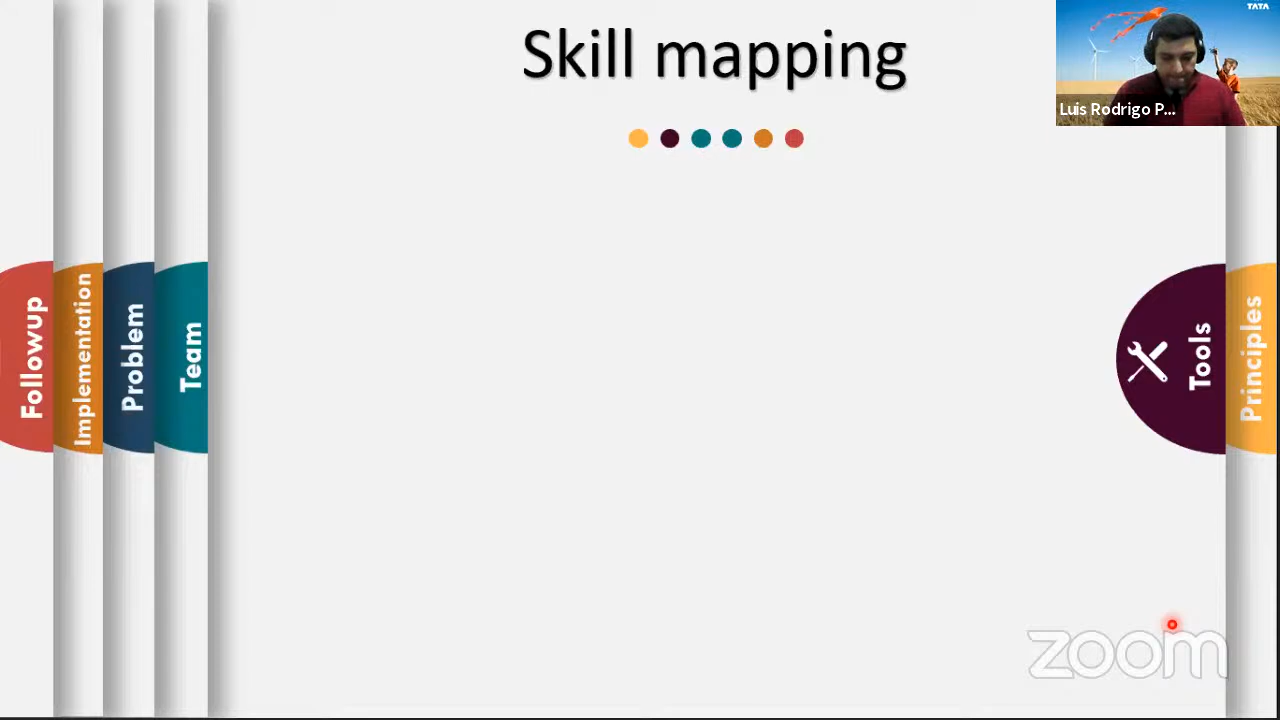 Skill mapping
TATA
Luis Rodrigo P...
Followup
Implementation
Problem
Team
Tools
Principles
zoom